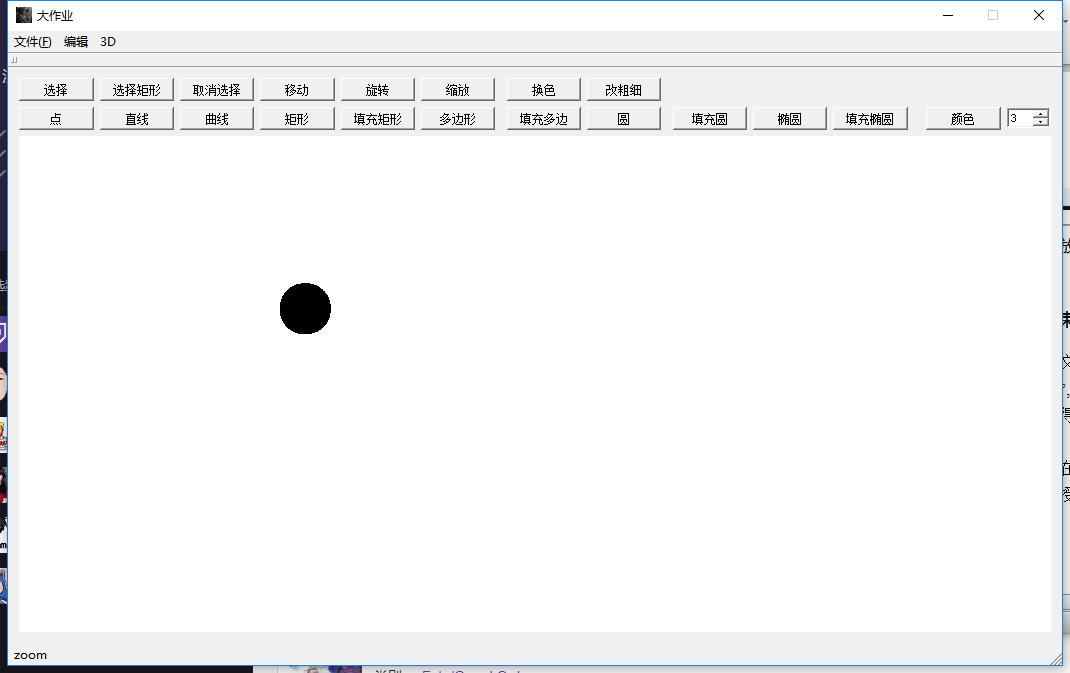 大作业
文件(F) 编辑 3D
选择 选择矩形 取消选择 移动 旋转 缩放 换色 改粗细
点 直线 曲线 矩形 填充矩形 多边形 填充多边 圆 填充圆 椭圆 填充椭圆 颜色 3
zoom